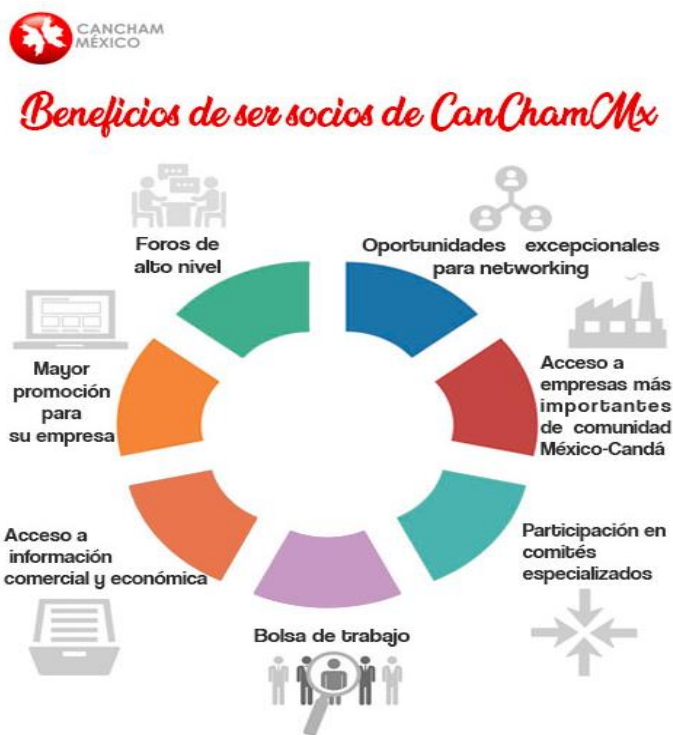 CANCHAM
MÉXICO
Beneficios de ser socios de CanChamMx
Foros de
alto nivel
Oportunidades excepcionales
para networking
Mayor
promoción
para
su empresa
Acceso a
empresas más
importantes
de comunidad
México-Candá
Acceso a
información
comercial y económica
Participación en
comités
especializados
Bolsa de trabajo